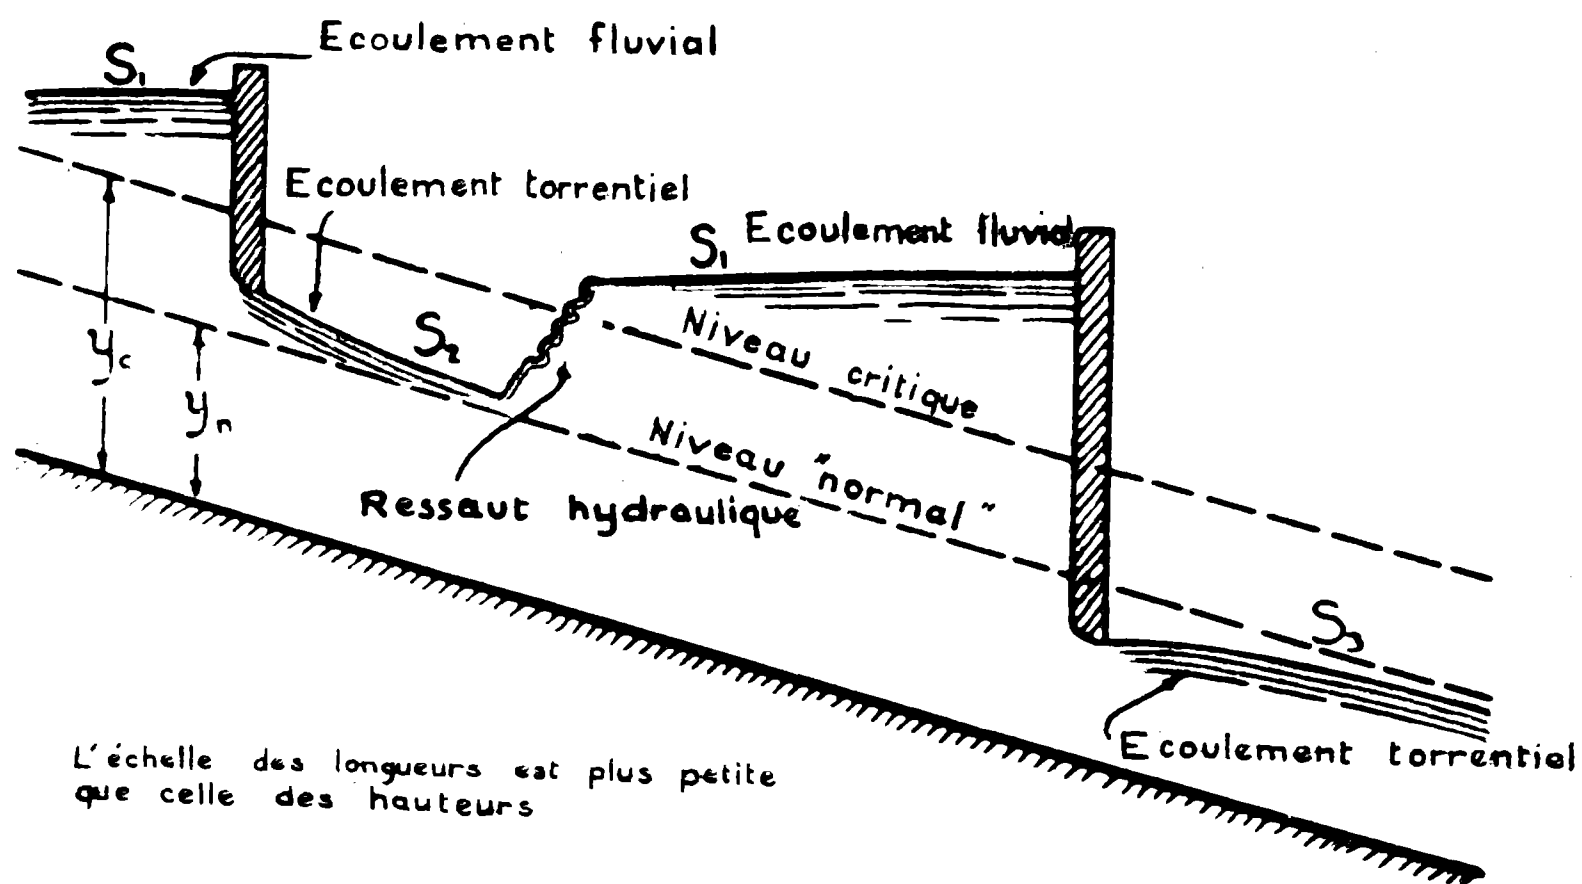 Ecoulement fluvial
S₁
Ecoulement torrentiel
S₁ Ecoulement fluvial
S₂
yc
yn
Niveau critique
Niveau "normal"
Ressaut hydraulique
S₃
Ecoulement torrentiel
L'échelle des longueurs est plus petite
que celle des hauteurs